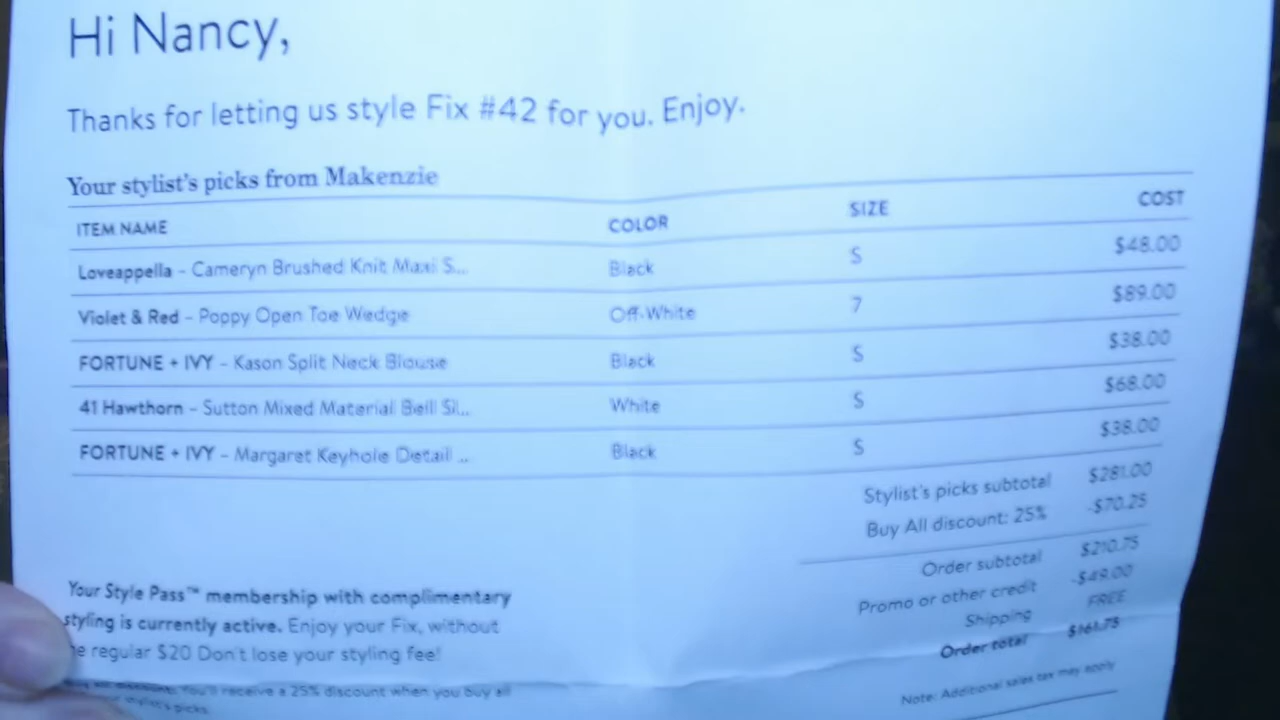 Hi Nancy,
Thanks for letting us style Fix #42 for you. Enjoy.
Your stylist's picks from Makenzie
ITEM NAME COLOR SIZE COST
Loveappella – Cameryn Brushed Knit Maxi S... Black S $48.00
Violet & Red – Poppy Open Toe Wedge Off-White 7 $89.00
FORTUNE + IVY – Kason Split Neck Blouse Black S $38.00
41 Hawthorn – Sutton Mixed Material Bell Sl... White S $68.00
FORTUNE + IVY – Margaret Keyhole Detail ... Black S $38.00
Stylist's picks subtotal $281.00
Buy All discount: 25% -$70.25
Order subtotal $210.75
Promo or other credit -$49.00
Shipping FREE
Order total $161.75
Note: Additional sales tax may apply
Your Style Pass™ membership with complimentary
styling is currently active. Enjoy your Fix, without
he regular $20 Don't lose your styling fee!
discount: You'll receive a 25% discount when you buy all
stylist's picks.